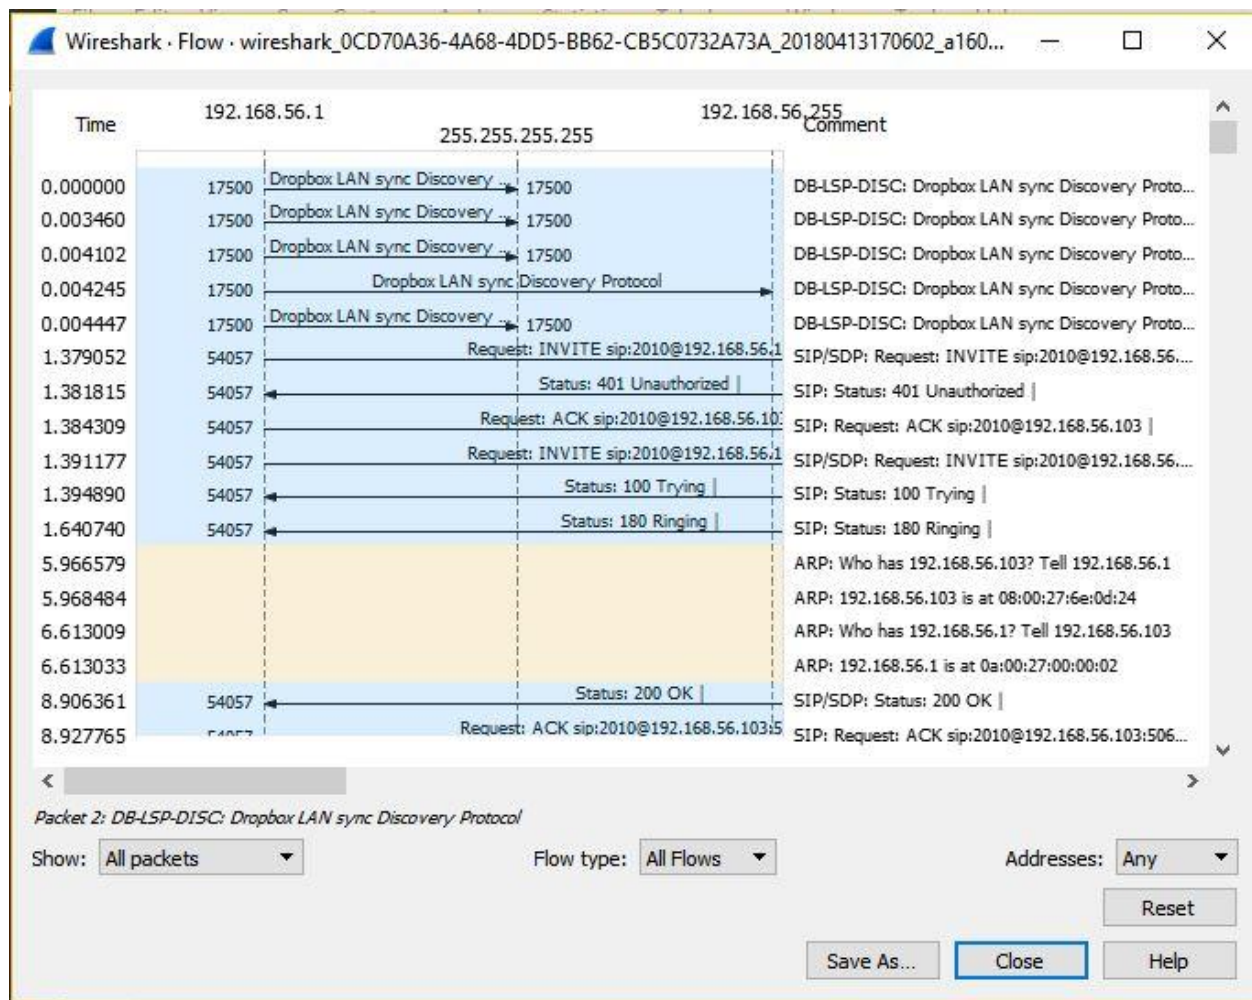 Wireshark · Flow · wireshark_0CD70A36-4A68-4DD5-BB62-CB5C0732A73A_20180413170602_a160...
Time 192.168.56.1 255.255.255.255 192.168.56.255 Comment
0.000000 17500 Dropbox LAN sync Discovery ... 17500 DB-LSP-DISC: Dropbox LAN sync Discovery Proto...
0.003460 17500 Dropbox LAN sync Discovery ... 17500 DB-LSP-DISC: Dropbox LAN sync Discovery Proto...
0.004102 17500 Dropbox LAN sync Discovery ... 17500 DB-LSP-DISC: Dropbox LAN sync Discovery Proto...
0.004245 17500 Dropbox LAN sync Discovery Protocol DB-LSP-DISC: Dropbox LAN sync Discovery Proto...
0.004447 17500 Dropbox LAN sync Discovery ... 17500 DB-LSP-DISC: Dropbox LAN sync Discovery Proto...
1.379052 54057 Request: INVITE sip:2010@192.168.56.1 SIP/SDP: Request: INVITE sip:2010@192.168.56....
1.381815 54057 Status: 401 Unauthorized | SIP: Status: 401 Unauthorized |
1.384309 54057 Request: ACK sip:2010@192.168.56.10 SIP: Request: ACK sip:2010@192.168.56.103 |
1.391177 54057 Request: INVITE sip:2010@192.168.56.1 SIP/SDP: Request: INVITE sip:2010@192.168.56....
1.394890 54057 Status: 100 Trying | SIP: Status: 100 Trying |
1.640740 54057 Status: 180 Ringing | SIP: Status: 180 Ringing |
5.966579 ARP: Who has 192.168.56.103? Tell 192.168.56.1
5.968484 ARP: 192.168.56.103 is at 08:00:27:6e:0d:24
6.613009 ARP: Who has 192.168.56.1? Tell 192.168.56.103
6.613033 ARP: 192.168.56.1 is at 0a:00:27:00:00:02
8.906361 54057 Status: 200 OK | SIP/SDP: Status: 200 OK |
8.927765 Request: ACK sip:2010@192.168.56.103:5 SIP: Request: ACK sip:2010@192.168.56.103:506...
Packet 2: DB-LSP-DISC: Dropbox LAN sync Discovery Protocol
Show: All packets Flow type: All Flows Addresses: Any
Reset
Save As... Close Help